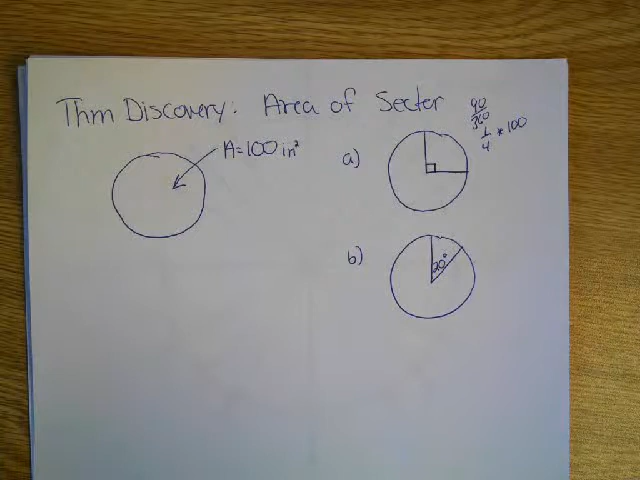 Thm Discovery: Area of Sector
A=100 in²
a)
90
360
1
4
* 100
b)
20°